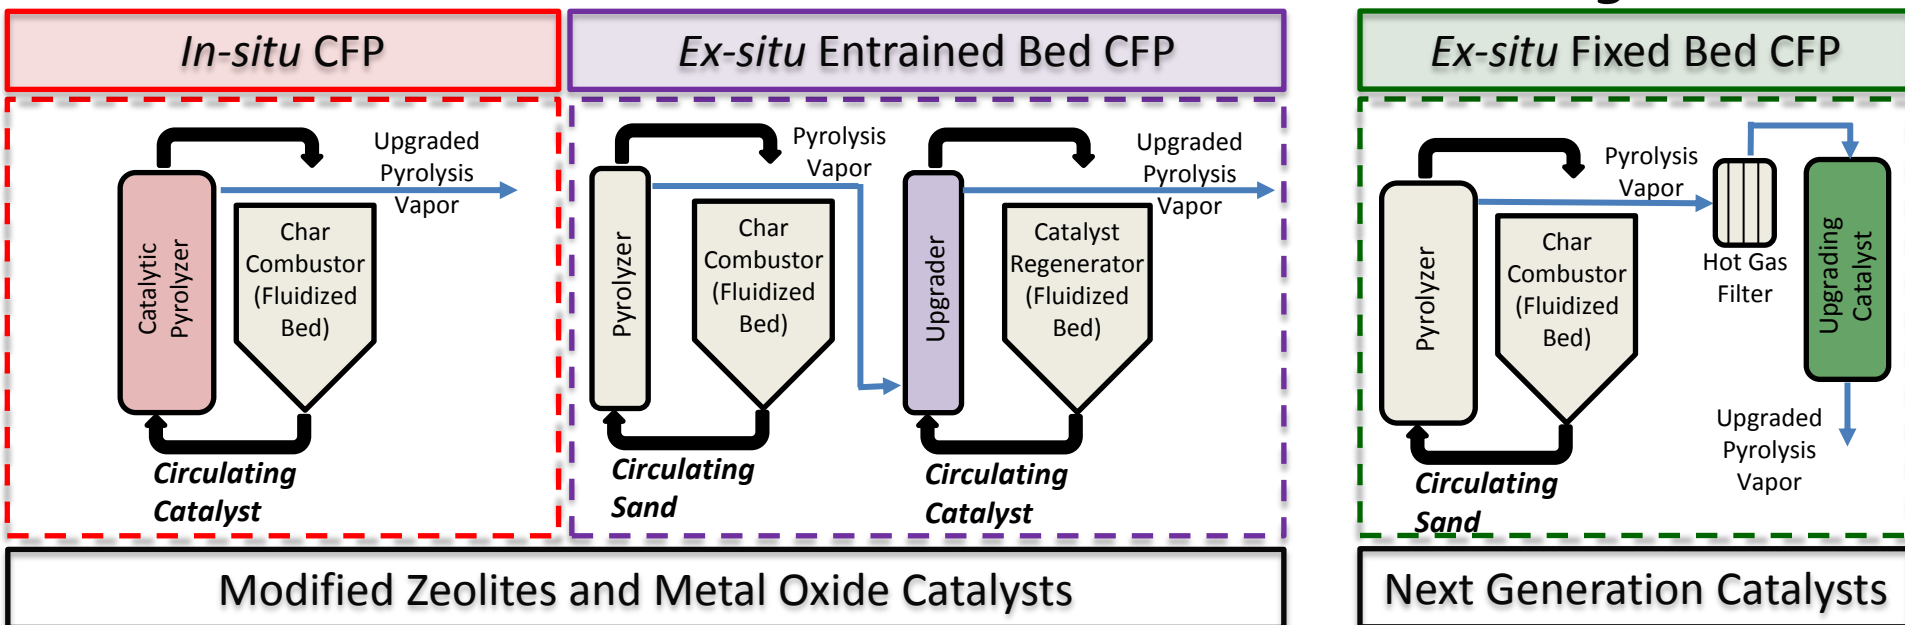 In-situ CFP
Upgraded
Pyrolysis
Vapor
Catalytic
Pyrolyzer
Char
Combustor
(Fluidized
Bed)
Circulating
Catalyst
Ex-situ Entrained Bed CFP
Pyrolysis
Vapor
Pyrolyzer
Char
Combustor
(Fluidized
Bed)
Circulating
Sand
Upgraded
Pyrolysis
Vapor
Upgrader
Catalyst
Regenerator
(Fluidized
Bed)
Circulating
Catalyst
Modified Zeolites and Metal Oxide Catalysts
Ex-situ Fixed Bed CFP
Pyrolysis
Vapor
Pyrolyzer
Char
Combustor
(Fluidized
Bed)
Circulating
Sand
Hot Gas
Filter
Upgrading
Catalyst
Upgraded
Pyrolysis
Vapor
Next Generation Catalysts